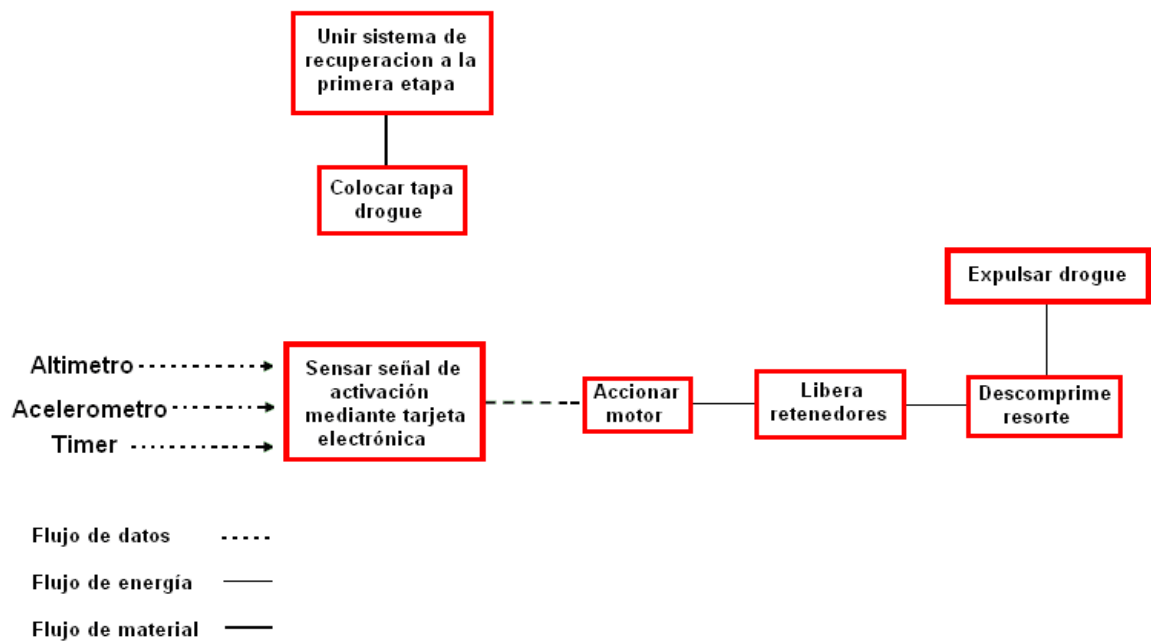 Unir sistema de
recuperacion a la
primera etapa
Colocar tapa
drogue
Expulsar drogue
Altimetro
Acelerometro
Timer
Sensar señal de
activación
mediante tarjeta
electrónica
Accionar
motor
Libera
retenedores
Descomprime
resorte
Flujo de datos
Flujo de energía
Flujo de material